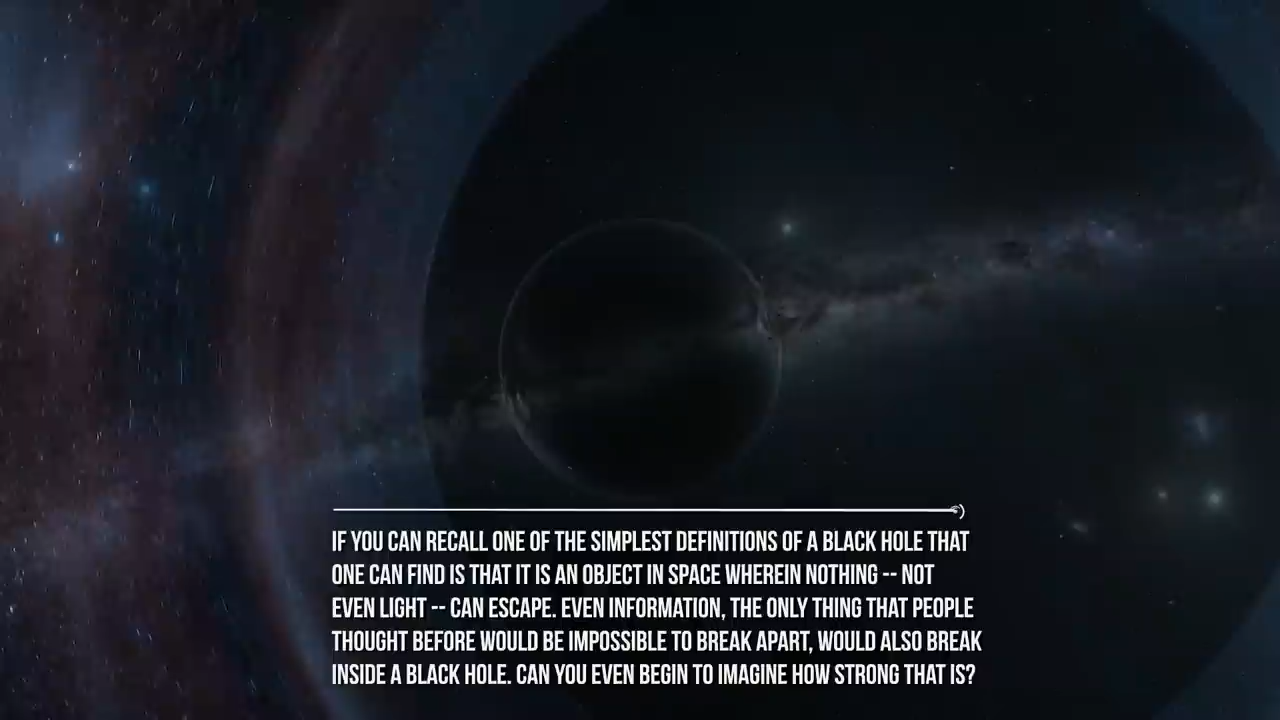 IF YOU CAN RECALL ONE OF THE SIMPLEST DEFINITIONS OF A BLACK HOLE THAT
ONE CAN FIND IS THAT IT IS AN OBJECT IN SPACE WHEREIN NOTHING -- NOT
EVEN LIGHT -- CAN ESCAPE. EVEN INFORMATION, THE ONLY THING THAT PEOPLE
THOUGHT BEFORE WOULD BE IMPOSSIBLE TO BREAK APART, WOULD ALSO BREAK
INSIDE A BLACK HOLE. CAN YOU EVEN BEGIN TO IMAGINE HOW STRONG THAT IS?